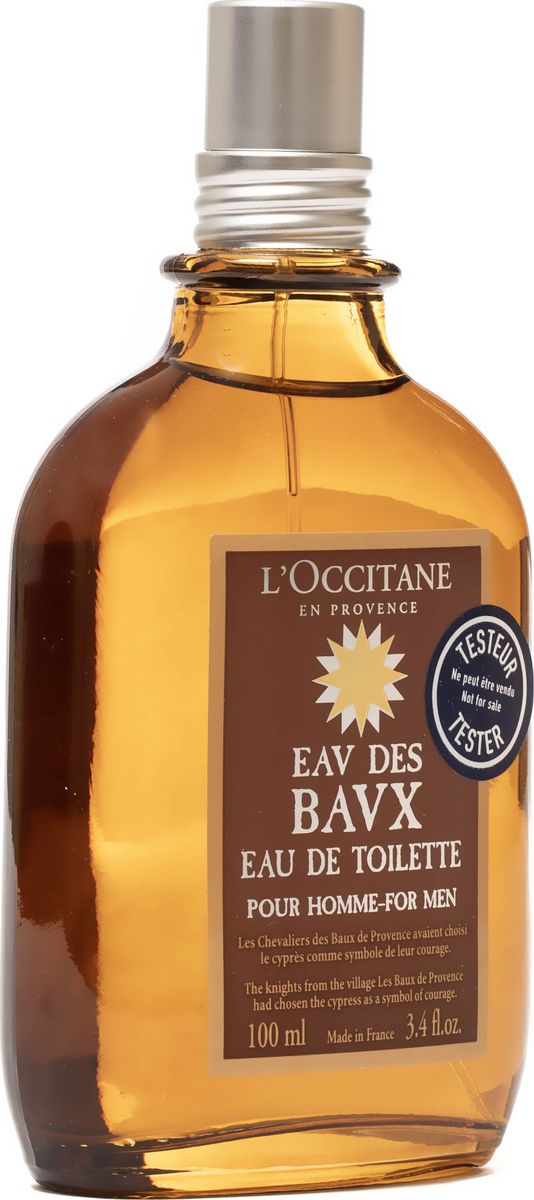 L'OCCITANE
EN PROVENCE
EAV DES
BAVX
EAU DE TOILETTE
POUR HOMME-FOR MEN
Les Chevaliers des Baux de Provence avaient choisi
le cyprès comme symbole de leur courage.
The knights from the village Les Baux de Provence
had chosen the cypress as a symbol of courage.
100 ml Made in France 3.4 fl.oz.
TESTEUR
Ne peut être vendu
Not for sale
TESTER